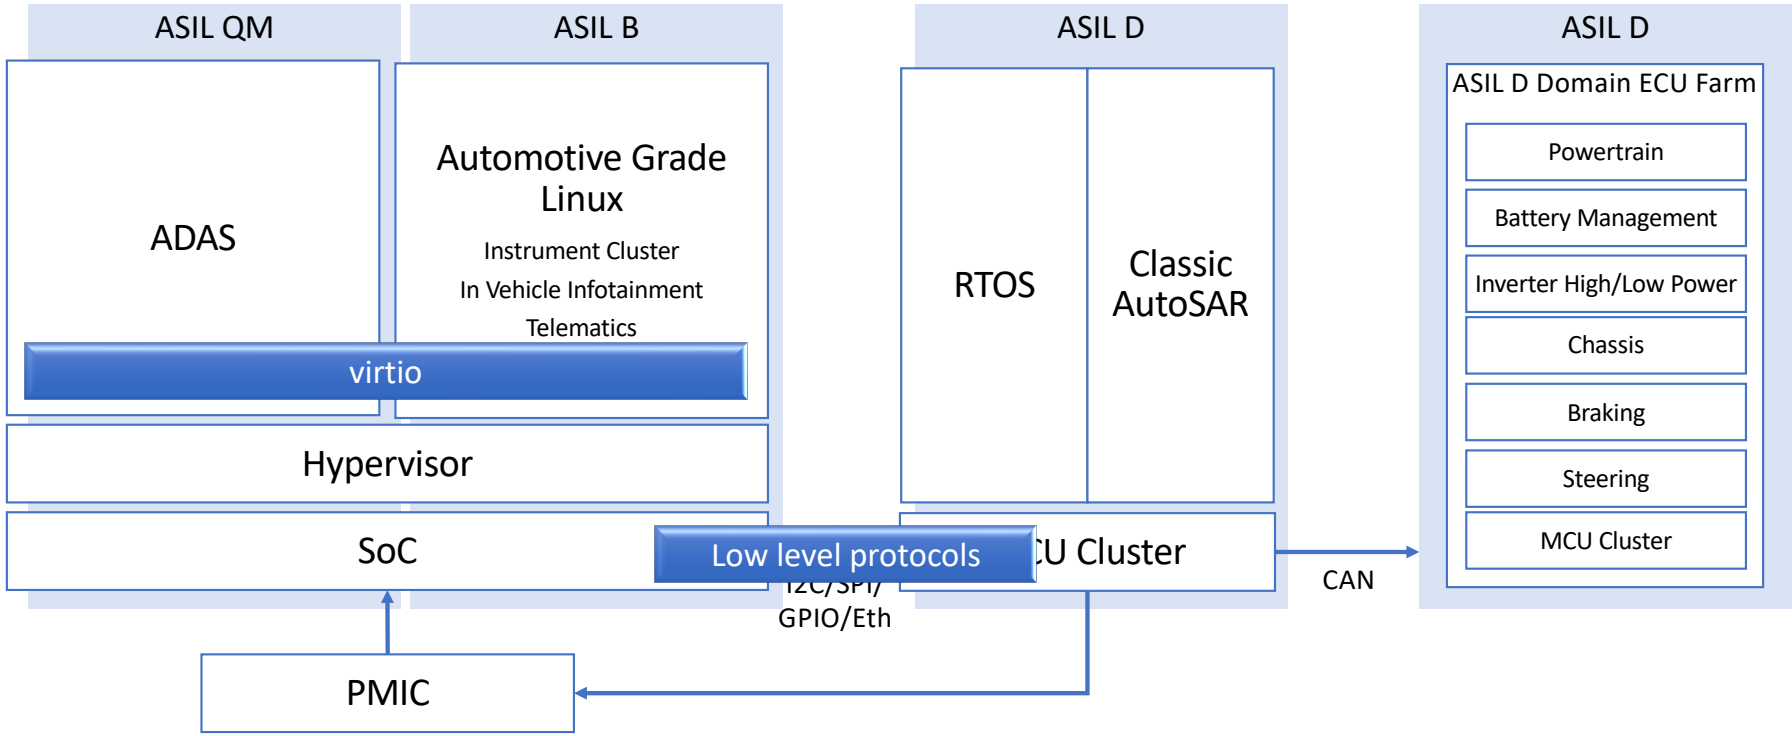 ASIL QM
ASIL B
ASIL D
ASIL D
ADAS
Automotive Grade
Linux
Instrument Cluster
In Vehicle Infotainment
Telematics
virtio
Hypervisor
SoC
Low level protocols
I2C/SPI/
GPIO/Eth
PMIC
RTOS
Classic
AutoSAR
CU Cluster
CAN
ASIL D Domain ECU Farm
Powertrain
Battery Management
Inverter High/Low Power
Chassis
Braking
Steering
MCU Cluster